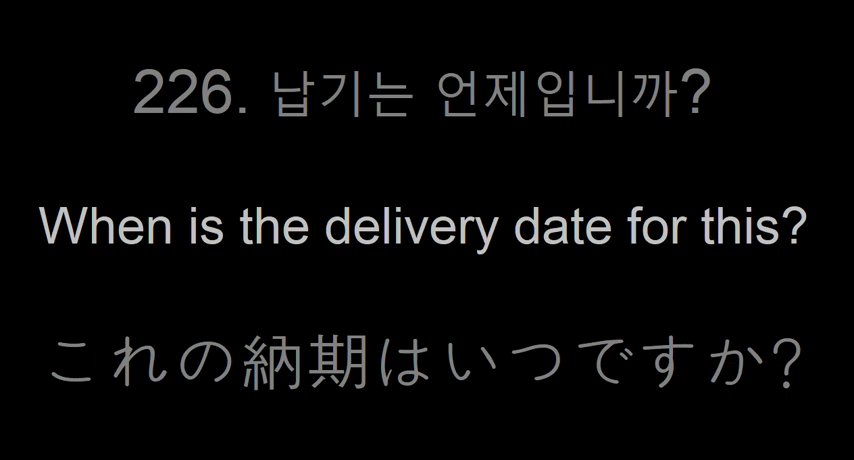 226. 납기는 언제입니까?
When is the delivery date for this?
これの納期はいつですか?